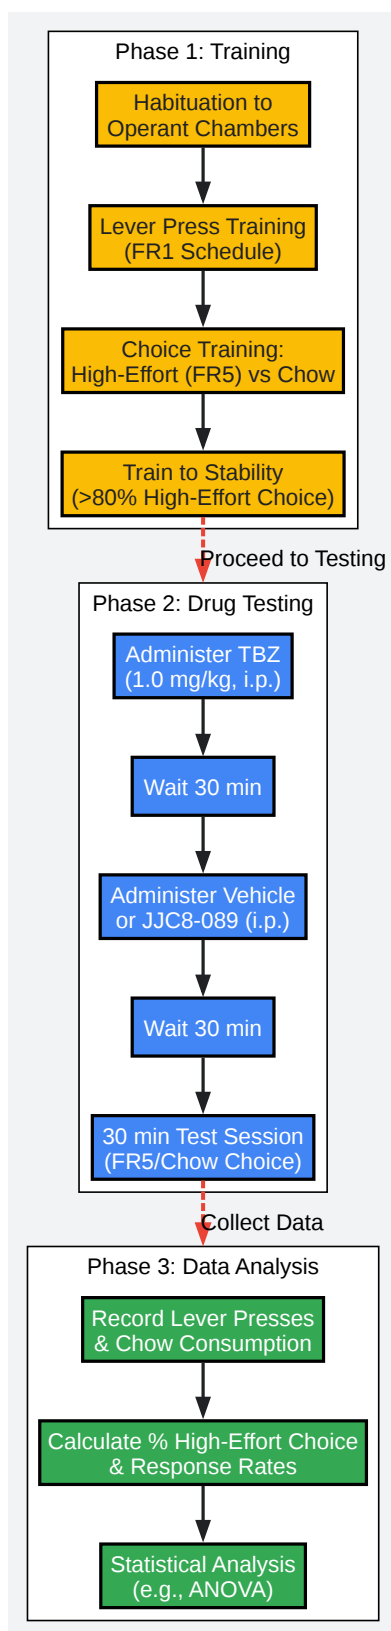 Phase 1: Training
Habituation to
Operant Chambers
Lever Press Training
(FR1 Schedule)
Choice Training:
High-Effort (FR5) vs Chow
Train to Stability
(>80% High-Effort Choice)
Proceed to Testing
Phase 2: Drug Testing
Administer TBZ
(1.0 mg/kg, i.p.)
Wait 30 min
Administer Vehicle
or JJC8-089 (i.p.)
Wait 30 min
30 min Test Session
(FR5/Chow Choice)
Collect Data
Phase 3: Data Analysis
Record Lever Presses
& Chow Consumption
Calculate % High-Effort Choice
& Response Rates
Statistical Analysis
(e.g., ANOVA)